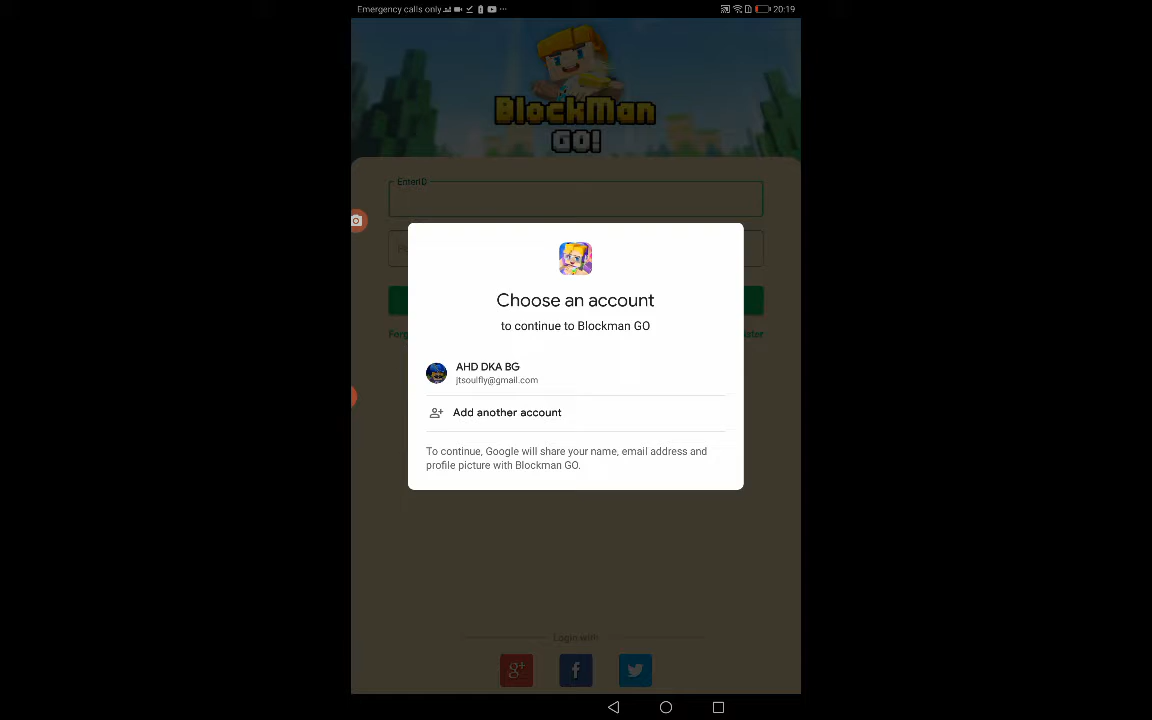 Emergency calls only
20:19
BlockMan
GO!
EnterID
Choose an account
to continue to Blockman GO
AHD DKA BG
jtsoulfly@gmail.com
Add another account
To continue, Google will share your name, email address and
profile picture with Blockman GO.
Login with
g+
f